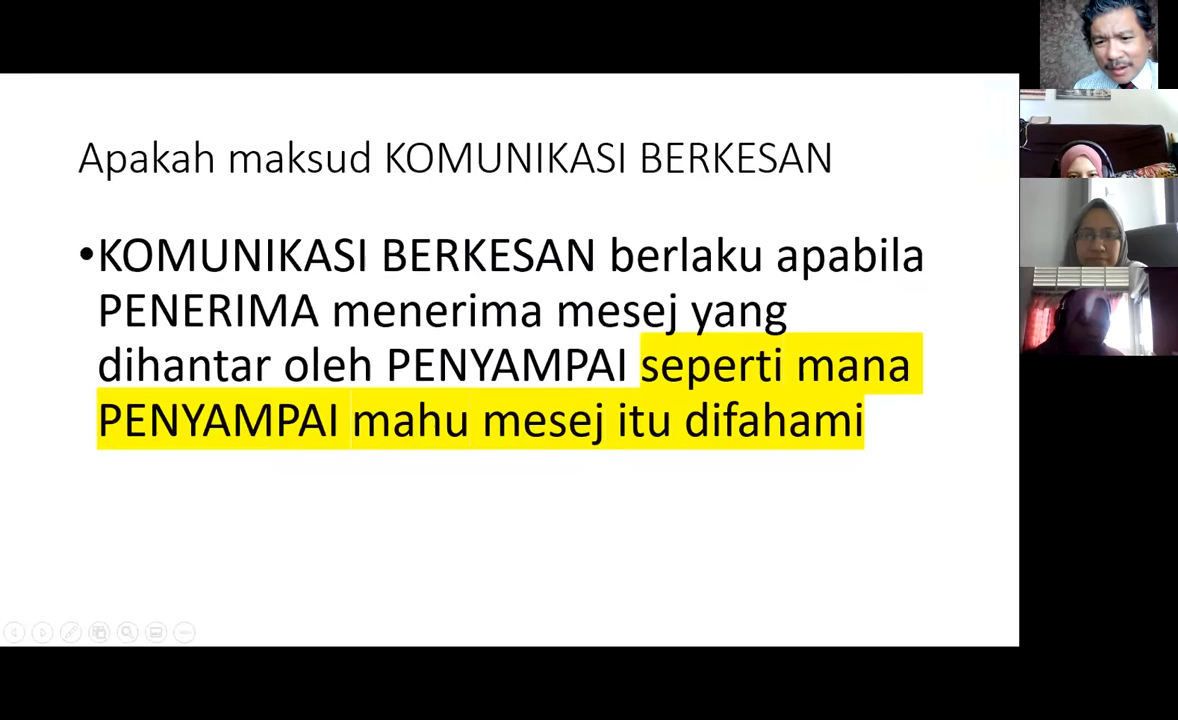 Apakah maksud KOMUNIKASI BERKESAN
•KOMUNIKASI BERKESAN berlaku apabila
PENERIMA menerima mesej yang
dihantar oleh PENYAMPAI seperti mana
PENYAMPAI mahu mesej itu difahami